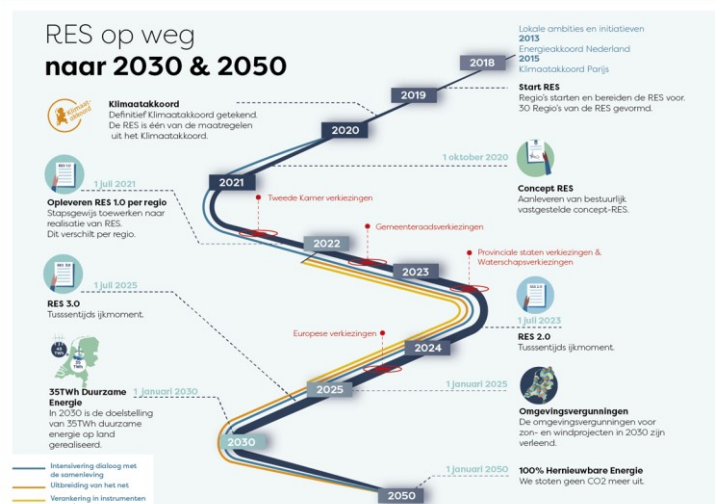 RES op weg
naar 2030 & 2050
Lokale ambities en initiatieven
2013
Energieakkoord Nederland
2015
Klimaatakkoord Parijs
2018
Start RES
Regio's starten en bereiden de RES voor.
30 Regio's van de RES gevormd.
2019
Klimaat-
akkoord
Klimaatakkoord
Definitief Klimaatakkoord getekend.
De RES is één van de maatregelen
uit het Klimaatakkoord.
2020
1 oktober 2020
Concept RES
Aanleveren van bestuurlijk
vastgestelde concept-RES.
2021
1 juli 2021
Opleveren RES 1.0 per regio
Stapsgewijs toewerken naar
realisatie van RES.
Dit verschilt per regio.
Tweede Kamer verkiezingen
2022
Gemeenteraadsverkiezingen
2023
Provinciale staten verkiezingen &
Waterschapsverkiezingen
1 juli 2023
RES 2.0
Tusssentijds ijkmoment.
1 juli 2025
RES 3.0
Tusssentijds ijkmoment.
Europese verkiezingen
2024
2025
1 januari 2025
Omgevingsvergunningen
De omgevingsvergunningen voor
zon- en windprojecten in 2030 zijn
verleend.
35TWh Duurzame
Energie
1 januari 2030
In 2030 is de doelstelling
van 35TWh duurzame
energie op land
gerealiseerd.
2030
1 januari 2050
100% Hernieuwbare Energie
We stoten geen CO2 meer uit.
2050
Intensivering dialoog met
de samenleving
Uitbreiding van het net
Verankering in instrumenten